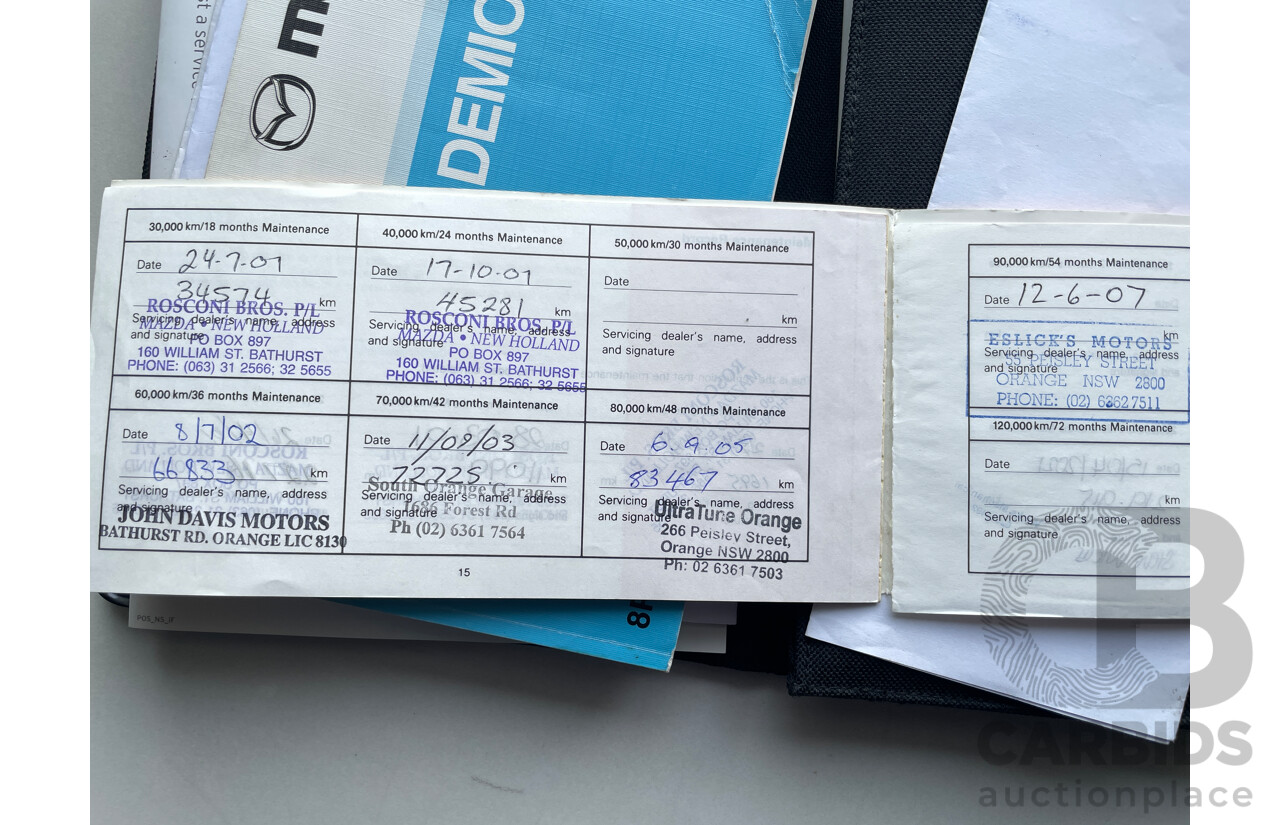 st a service
DEMIO
30,000 km/18 months Maintenance
Date 24-7-01
34574 km
Servicing dealer's name, address
and signature
ROSCONI BROS. P/L
MAZDA • NEW HOLLAND
PO BOX 897
160 WILLIAM ST. BATHURST
PHONE: (063) 31 2566; 32 5655
40,000 km/24 months Maintenance
Date 17-10-01
45281 km
Servicing dealer's name, address
and signature
ROSCONI BROS. P/L
MAZDA • NEW HOLLAND
PO BOX 897
160 WILLIAM ST. BATHURST
PHONE: (063) 31 2566; 32 5655
50,000 km/30 months Maintenance
Date
km
Servicing dealer's name, address
and signature
60,000 km/36 months Maintenance
Date 8/7/02
66,833 km
Servicing dealer's name, address
and signature
JOHN DAVIS MOTORS
BATHURST RD. ORANGE LIC 8130
70,000 km/42 months Maintenance
Date 11/08/03
72725 km
Servicing dealer's name, address
and signature
South Orange Garage
1686 Forest Rd
Ph (02) 6361 7564
80,000 km/48 months Maintenance
Date 6.9.05
83467 km
Servicing dealer's name, address
and signature
UltraTune Orange
266 Peisley Street,
Orange NSW 2800
Ph: 02 6361 7503
15
90,000 km/54 months Maintenance
Date 12-6-07
km
Servicing dealer's name, address
and signature
ESLICK'S MOTORS
55 PEISLEY STREET
ORANGE NSW 2800
PHONE: (02) 6362 7511
120,000 km/72 months Maintenance
Date
km
Servicing dealer's name, address
and signature
POS_NS_IF
CB
CARBIDS
auctionplace